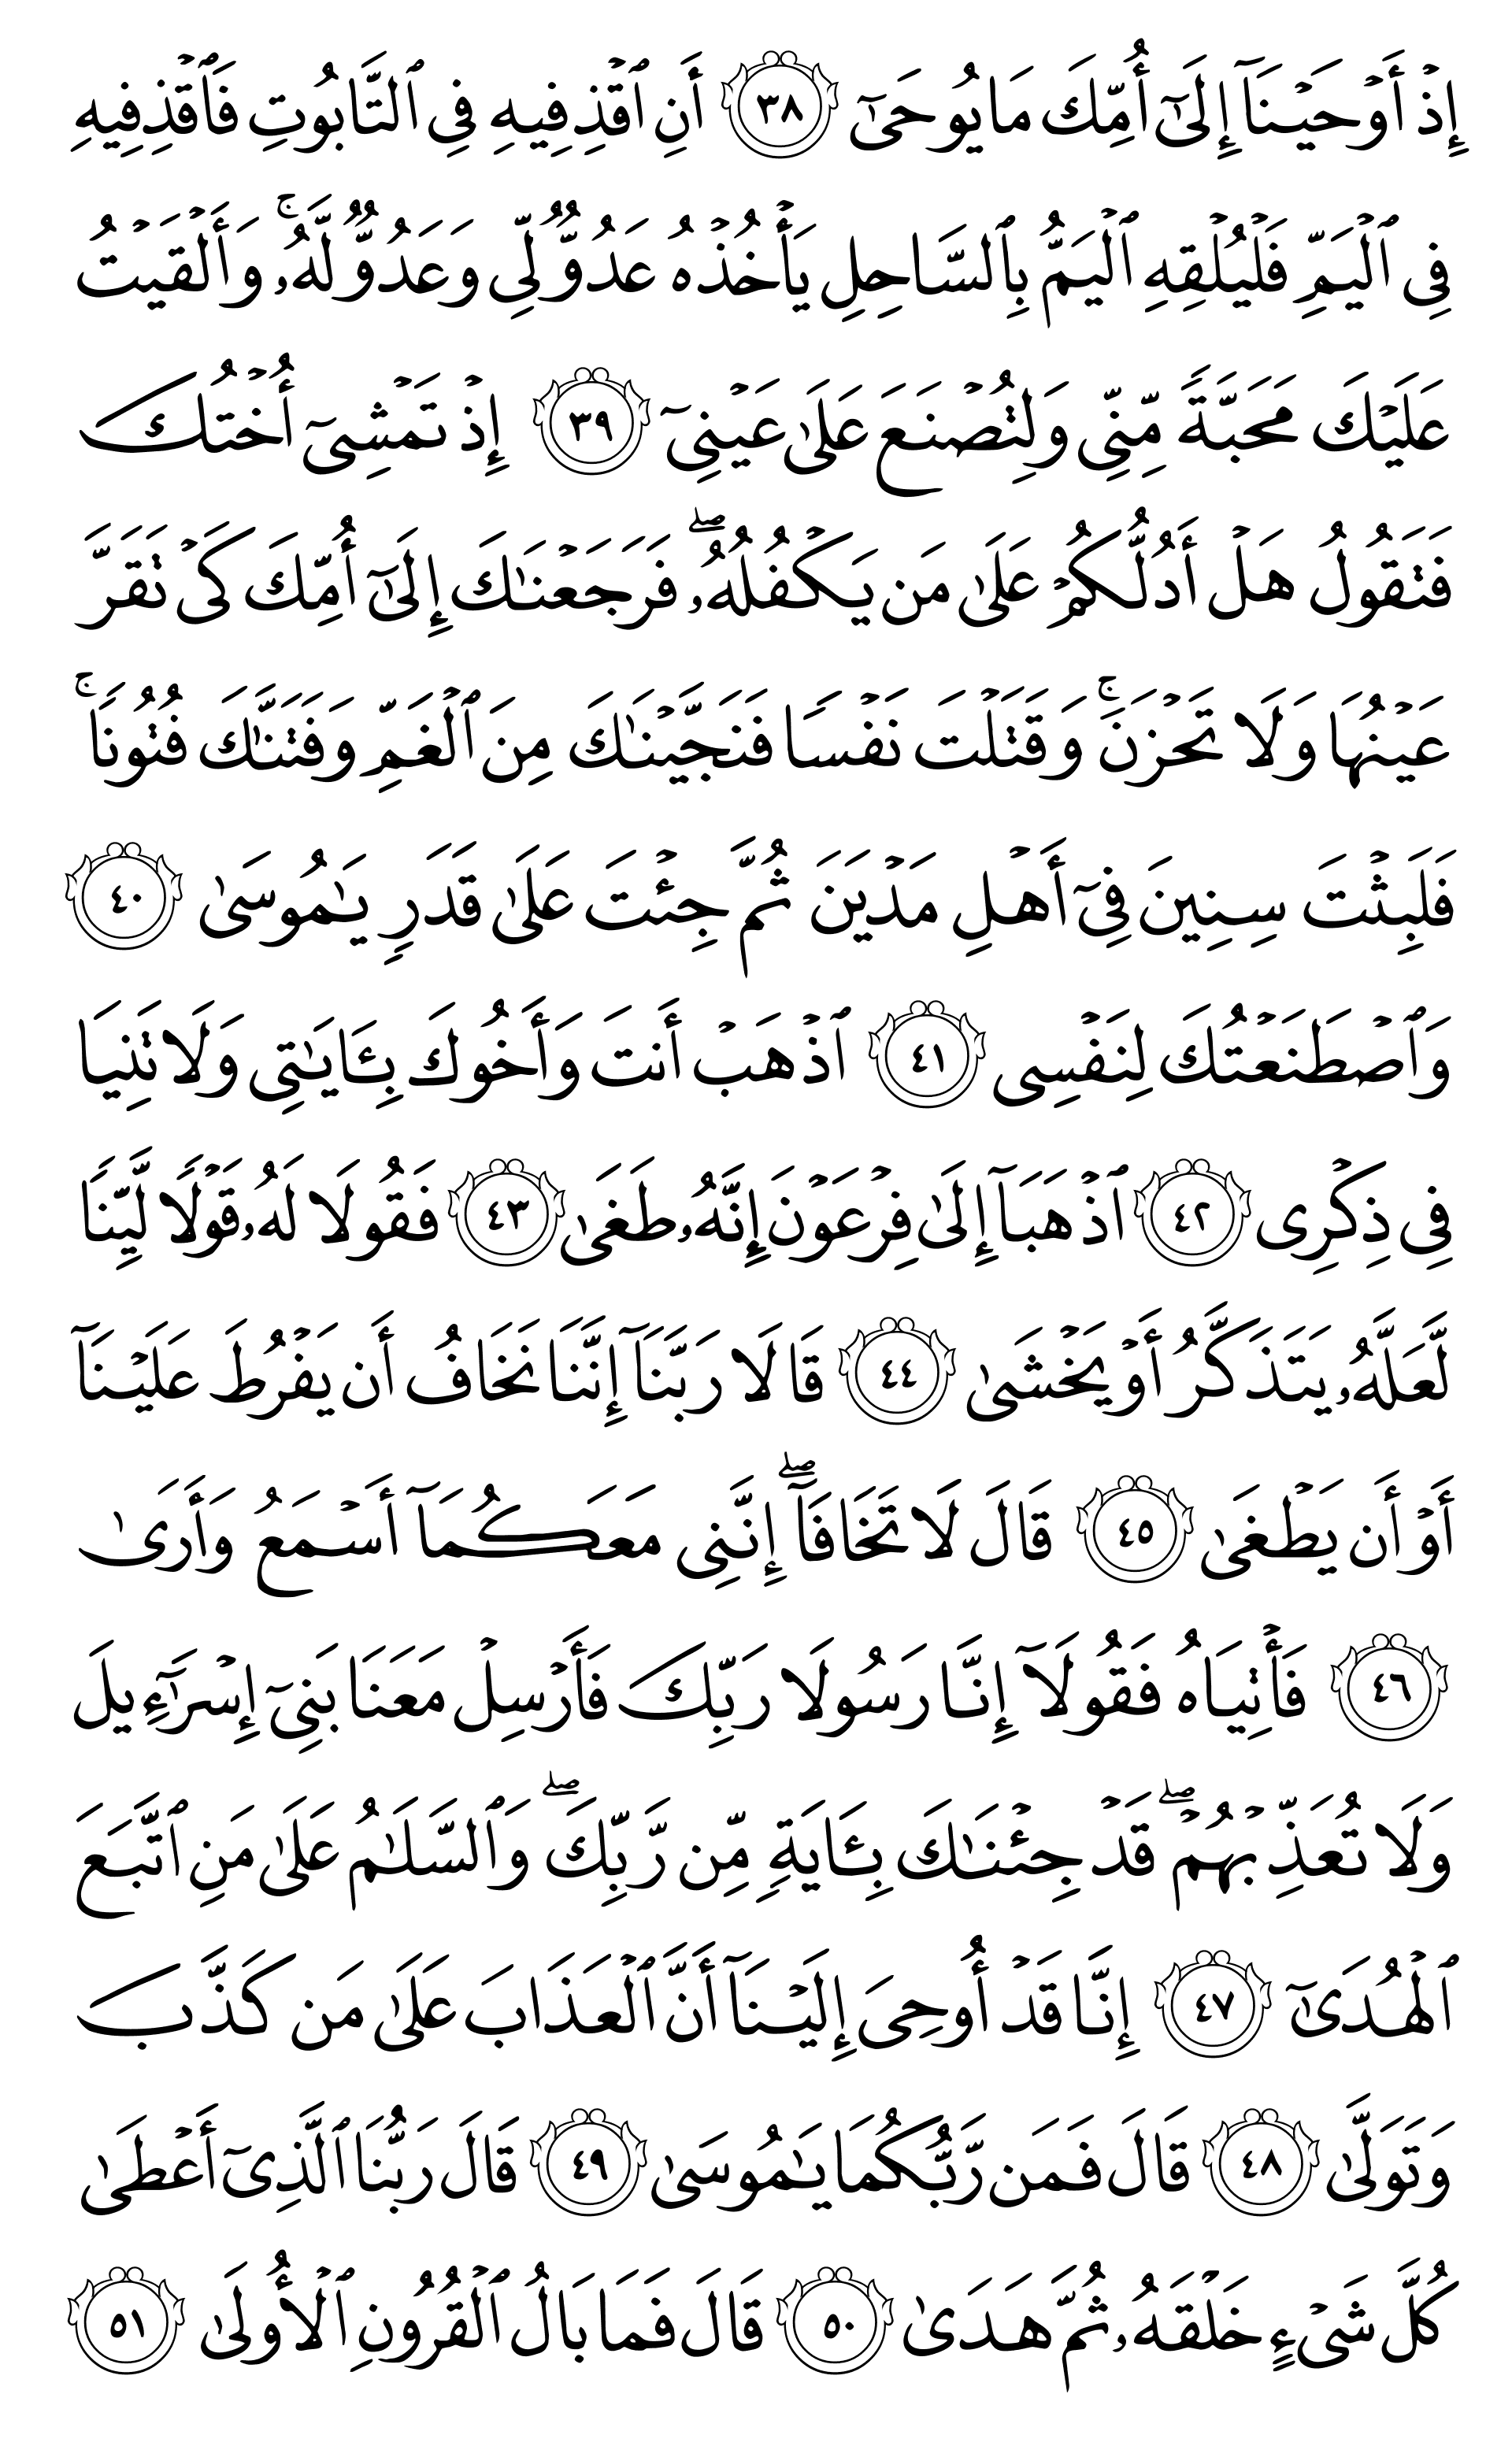 إِذْ أَوْحَيْنَآ إِلَىٰٓ أُمِّكَ مَا يُوحَىٰٓ ٣٨ أَنِ ٱقْذِفِيهِ فِى ٱلتَّابُوتِ فَٱقْذِفِيهِ
فِى ٱلْيَمِّ فَلْيُلْقِهِ ٱلْيَمُّ بِٱلسَّاحِلِ يَأْخُذْهُ عَدُوٌّ لِّى وَعَدُوٌّ لَّهُۥ ۚ وَأَلْقَيْتُ
عَلَيْكَ مَحَبَّةً مِّنِّى وَلِتُصْنَعَ عَلَىٰ عَيْنِىٓ ٣٩ إِذْ تَمْشِىٓ أُخْتُكَ
فَتَقُولُ هَلْ أَدُلُّكُمْ عَلَىٰ مَن يَكْفُلُهُۥ ۖ فَرَجَعْنَٰكَ إِلَىٰٓ أُمِّكَ كَىْ تَقَرَّ
عَيْنُهَا وَلَا تَحْزَنَ ۚ وَقَتَلْتَ نَفْسًا فَنَجَّيْنَٰكَ مِنَ ٱلْغَمِّ وَفَتَنَّٰكَ فُتُونًا ۚ
فَلَبِثْتَ سِنِينَ فِىٓ أَهْلِ مَدْيَنَ ثُمَّ جِئْتَ عَلَىٰ قَدَرٍ يَٰمُوسَىٰ ٤٠
وَٱصْطَنَعْتُكَ لِنَفْسِى ٤١ ٱذْهَبْ أَنتَ وَأَخُوكَ بِـَٔايَٰتِى وَلَا تَنِيَا
فِى ذِكْرِى ٤٢ ٱذْهَبَآ إِلَىٰ فِرْعَوْنَ إِنَّهُۥ طَغَىٰ ٤٣ فَقُولَا لَهُۥ قَوْلًا لَّيِّنًا
لَّعَلَّهُۥ يَتَذَكَّرُ أَوْ يَخْشَىٰ ٤٤ قَالَا رَبَّنَآ إِنَّنَا نَخَافُ أَن يَفْرُطَ عَلَيْنَآ
أَوْ أَن يَطْغَىٰ ٤٥ قَالَ لَا تَخَافَآ ۖ إِنَّنِى مَعَكُمَآ أَسْمَعُ وَأَرَىٰ
٤٦ فَأْتِيَاهُ فَقُولَآ إِنَّا رَسُولَا رَبِّكَ فَأَرْسِلْ مَعَنَا بَنِىٓ إِسْرَٰٓءِيلَ
وَلَا تُعَذِّبْهُمْ ۖ قَدْ جِئْنَٰكَ بِـَٔايَةٍ مِّن رَّبِّكَ ۖ وَٱلسَّلَٰمُ عَلَىٰ مَنِ ٱتَّبَعَ
ٱلْهُدَىٰٓ ٤٧ إِنَّا قَدْ أُوحِىَ إِلَيْنَآ أَنَّ ٱلْعَذَابَ عَلَىٰ مَن كَذَّبَ
وَتَوَلَّىٰ ٤٨ قَالَ فَمَن رَّبُّكُمَا يَٰمُوسَىٰ ٤٩ قَالَ رَبُّنَا ٱلَّذِىٓ أَعْطَىٰ
كُلَّ شَىْءٍ خَلْقَهُۥ ثُمَّ هَدَىٰ ٥٠ قَالَ فَمَا بَالُ ٱلْقُرُونِ ٱلْأُولَىٰ ٥١